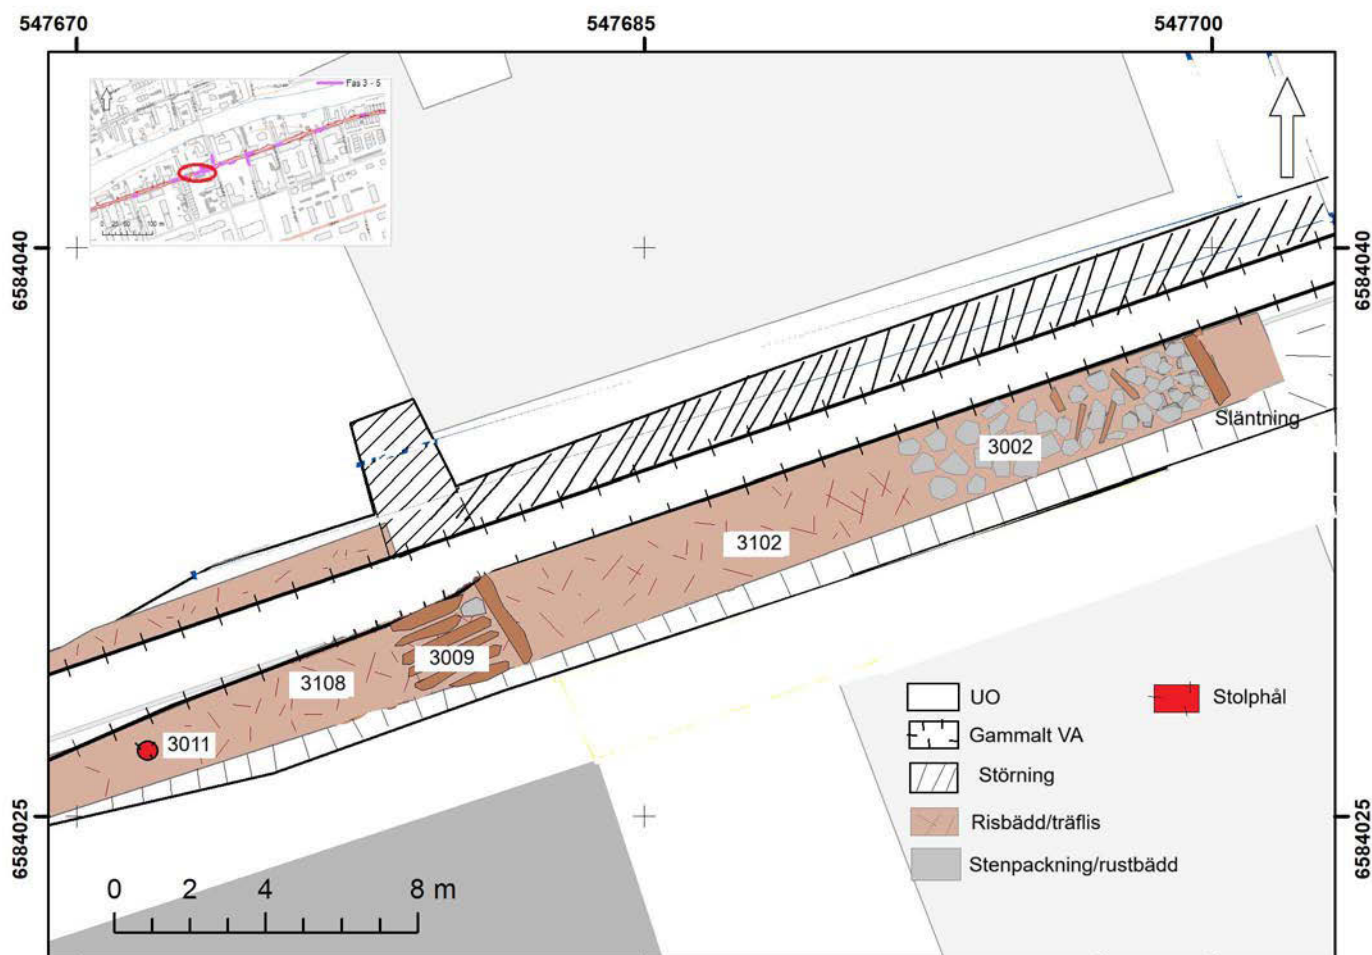 547670 547685 547700
Fas 3 - 5
6584040 6584040
Släntning
3002
3102
3009
3108
3011
UO
Stolphål
Gammalt VA
Störning
Risbädd/träflis
Stenpackning/rustbädd
6584025 6584025
0 2 4 8 m